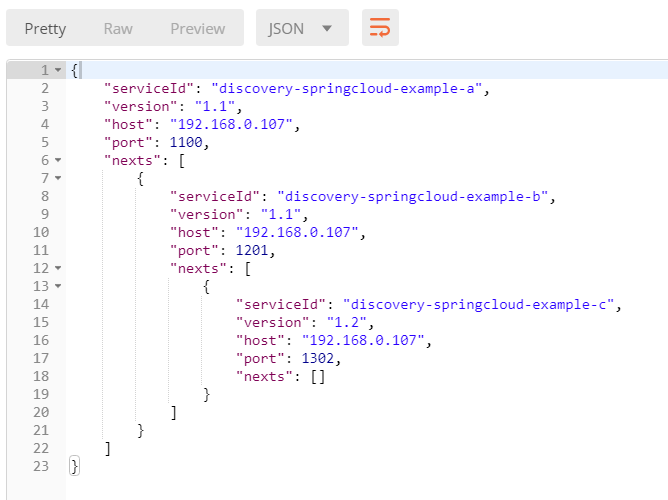 Pretty Raw Preview JSON
1 {
2 "serviceId": "discovery-springcloud-example-a",
3 "version": "1.1",
4 "host": "192.168.0.107",
5 "port": 1100,
6 "nexts": [
7 {
8 "serviceId": "discovery-springcloud-example-b",
9 "version": "1.1",
10 "host": "192.168.0.107",
11 "port": 1201,
12 "nexts": [
13 {
14 "serviceId": "discovery-springcloud-example-c",
15 "version": "1.2",
16 "host": "192.168.0.107",
17 "port": 1302,
18 "nexts": []
19 }
20 ]
21 }
22 ]
23 }